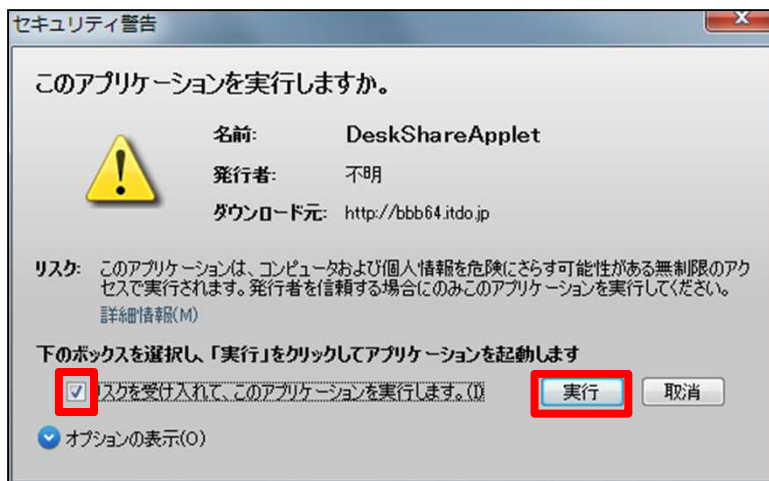 セキュリティ警告
このアプリケーションを実行しますか。
名前: DeskShareApplet
発行者: 不明
ダウンロード元: http://bbb64.itdo.jp
リスク: このアプリケーションは、コンピュータおよび個人情報を危険にさらす可能性がある無制限のアク
セスで実行されます。発行者を信頼する場合にのみこのアプリケーションを実行してください。
詳細情報(M)
下のボックスを選択し、「実行」をクリックしてアプリケーションを起動します
リスクを受け入れて、このアプリケーションを実行します。(I) 実行 取消
オプションの表示(O)